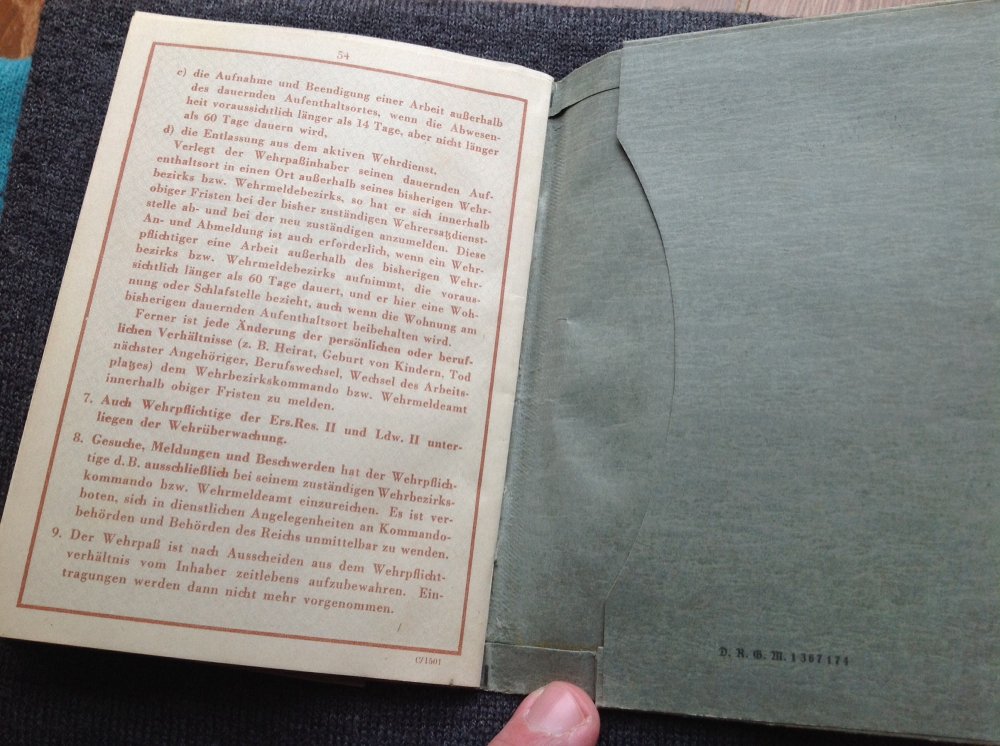 54
c) die Aufnahme und Beendigung einer Arbeit außerhalb
des dauernden Aufenthaltsortes, wenn die Abwesen-
heit voraussichtlich länger als 14 Tage, aber nicht länger
als 60 Tage dauern wird,
d) die Entlassung aus dem aktiven Wehrdienst.
Verlegt der Wehrpaßinhaber seinen dauernden Auf-
enthaltsort in einen Ort außerhalb seines bisherigen Wehr-
bezirks bzw. Wehrmeldebezirks, so hat er sich innerhalb
obiger Fristen bei der bisher zuständigen Wehrersatzdienst-
stelle ab- und bei der neu zuständigen anzumelden. Diese
An- und Abmeldung ist auch erforderlich, wenn ein Wehr-
pflichtiger eine Arbeit außerhalb des bisherigen Wehr-
bezirks bzw. Wehrmeldebezirks aufnimmt, die voraus-
sichtlich länger als 60 Tage dauert, und er hier eine Woh-
nung oder Schlafstelle bezieht, auch wenn die Wohnung am
bisherigen dauernden Aufenthaltsort beibehalten wird.
Ferner ist jede Änderung der persönlichen oder beruf-
lichen Verhältnisse (z. B. Heirat, Geburt von Kindern, Tod
nächster Angehöriger, Berufswechsel, Wechsel des Arbeits-
platzes) dem Wehrbezirkskommando bzw. Wehrmeldeamt
innerhalb obiger Fristen zu melden.
7. Auch Wehrpflichtige der Ers.Res. II und Ldw. II unter-
liegen der Wehrüberwachung.
8. Gesuche, Meldungen und Beschwerden hat der Wehrpflich-
tige d. B. ausschließlich bei seinem zuständigen Wehrbezirks-
kommando bzw. Wehrmeldeamt einzureichen. Es ist ver-
boten, sich in dienstlichen Angelegenheiten an Kommando-
behörden und Behörden des Reichs unmittelbar zu wenden.
9. Der Wehrpaß ist nach Ausscheiden aus dem Wehrpflicht-
verhältnis vom Inhaber zeitlebens aufzubewahren. Ein-
tragungen werden dann nicht mehr vorgenommen.
C/1501
D. R. G. M. 1 367 174